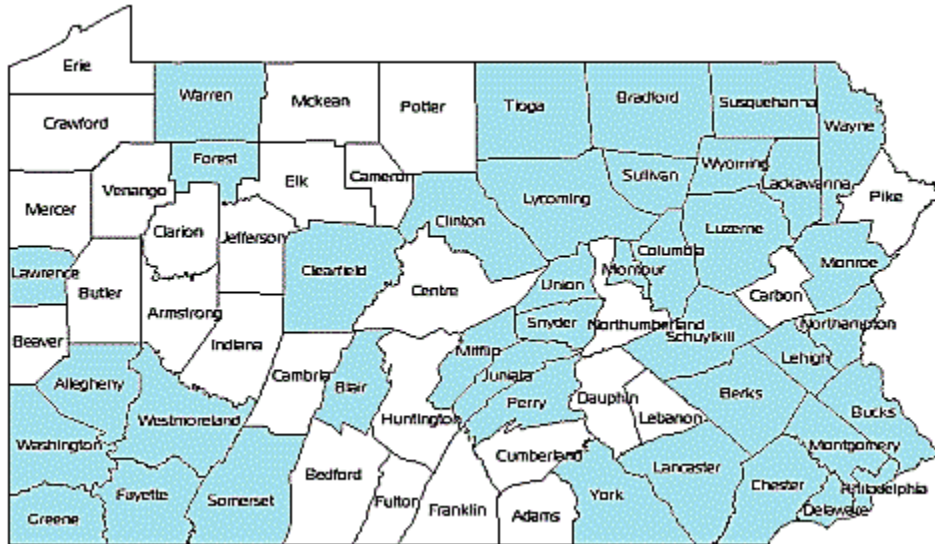 Erie
Warren
Mckean
Potter
Tioga
Bradford
Susquehanna
Wayne
Crawford
Forest
Venango
Elk
Cameron
Lycoming
Sullivan
Wyoming
Lackawanna
Pike
Mercer
Clarion
Jefferson
Clinton
Luzerne
Columbia
Montour
Monroe
Lawrence
Clearfield
Centre
Union
Carbon
Butler
Armstrong
Snyder
Northumberland
Northampton
Beaver
Indiana
Schuylkill
Lehigh
Mifflin
Juniata
Allegheny
Cambria
Blair
Perry
Dauphin
Berks
Westmoreland
Huntington
Lebanon
Bucks
Washington
Montgomery
Cumberland
Lancaster
Bedford
Chester
Philadelphia
Greene
Fayette
Somerset
Fulton
Franklin
Adams
York
Delaware